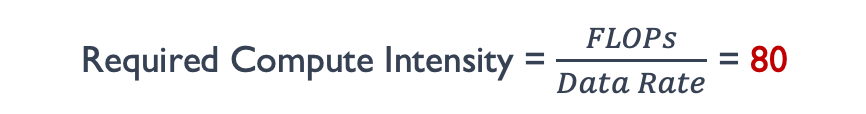 Required Compute Intensity = FLOPs / Data Rate = 80